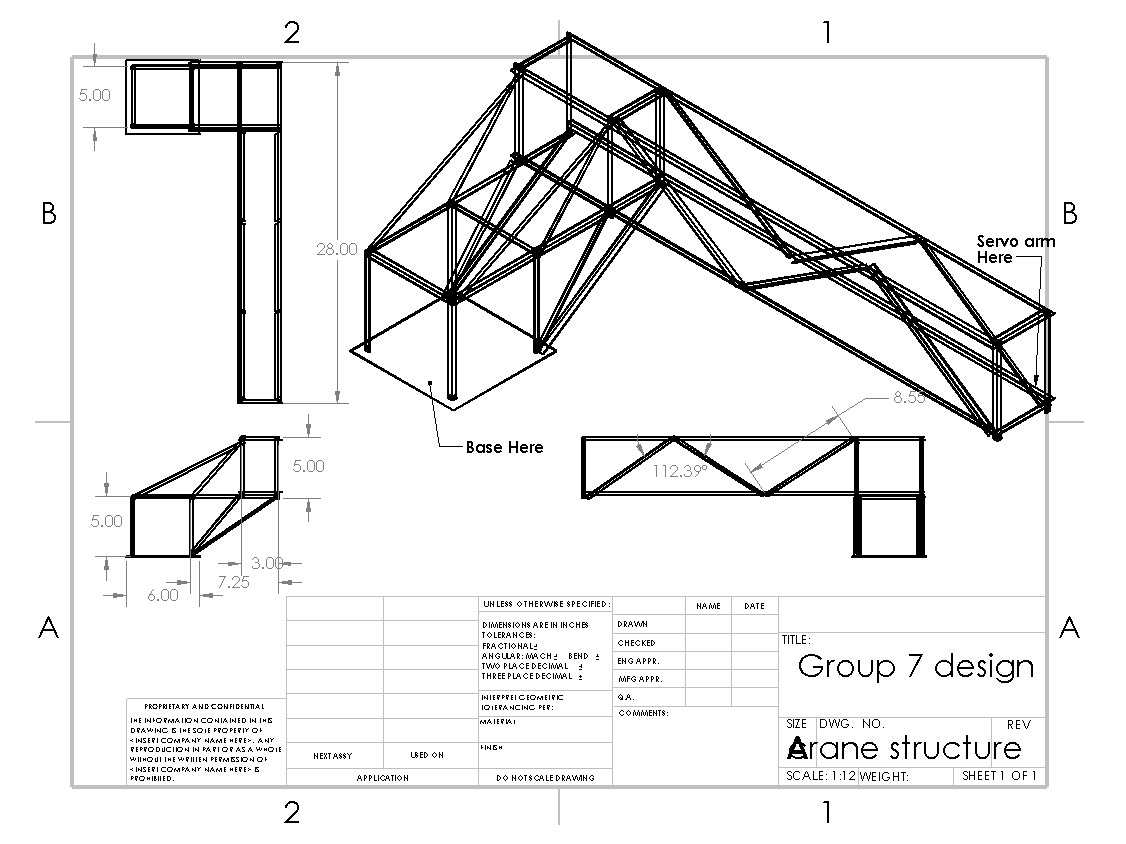 2
1
B
B
A
A
5.00
28.00
Servo arm
Here
Base Here
5.00
5.00
3.00
7.25
6.00
8.55
112.39°
UNLESS OTHERWISE SPECIFIED:
DIMENSIONS ARE IN INCHES
TOLERANCES:
FRACTIONAL±
ANGULAR: MACH± BEND ±
TWO PLACE DECIMAL ±
THREE PLACE DECIMAL ±
INTERPRET GEOMETRIC
TOLERANCING PER:
MATERIAL
FINISH
DO NOT SCALE DRAWING
NAME
DATE
DRAWN
CHECKED
ENG APPR.
MFG APPR.
Q.A.
COMMENTS:
TITLE:
Group 7 design
SIZE
DWG. NO.
REV
A
rane structure
SCALE: 1:12
WEIGHT:
SHEET 1 OF 1
PROPRIETARY AND CONFIDENTIAL
THE INFORMATION CONTAINED IN THIS
DRAWING IS THE SOLE PROPERTY OF
<INSERT COMPANY NAME HERE>. ANY
REPRODUCTION IN PART OR AS A WHOLE
WITHOUT THE WRITTEN PERMISSION OF
<INSERT COMPANY NAME HERE> IS
PROHIBITED.
NEXT ASSY
USED ON
APPLICATION
2
1